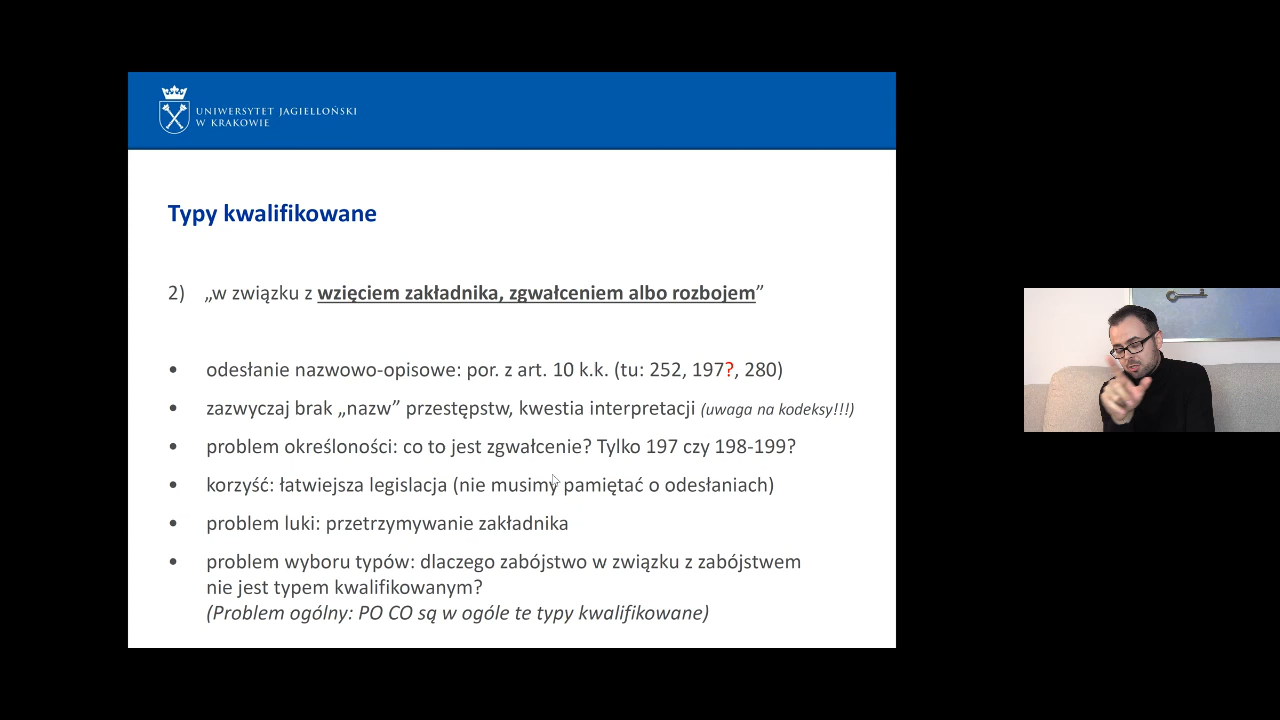 UNIWERSYTET JAGIELLOŃSKI
W KRAKOWIE
Typy kwalifikowane
2) „w związku z wzięciem zakładnika, zgwałceniem albo rozbojem”
• odesłanie nazwowo-opisowe: por. z art. 10 k.k. (tu: 252, 197?, 280)
• zazwyczaj brak „nazw” przestępstw, kwestia interpretacji (uwaga na kodeksy!!!)
• problem określoności: co to jest zgwałcenie? Tylko 197 czy 198-199?
• korzyść: łatwiejsza legislacja (nie musimy pamiętać o odesłaniach)
• problem luki: przetrzymywanie zakładnika
• problem wyboru typów: dlaczego zabójstwo w związku z zabójstwem
nie jest typem kwalifikowanym?
(Problem ogólny: PO CO są w ogóle te typy kwalifikowane)